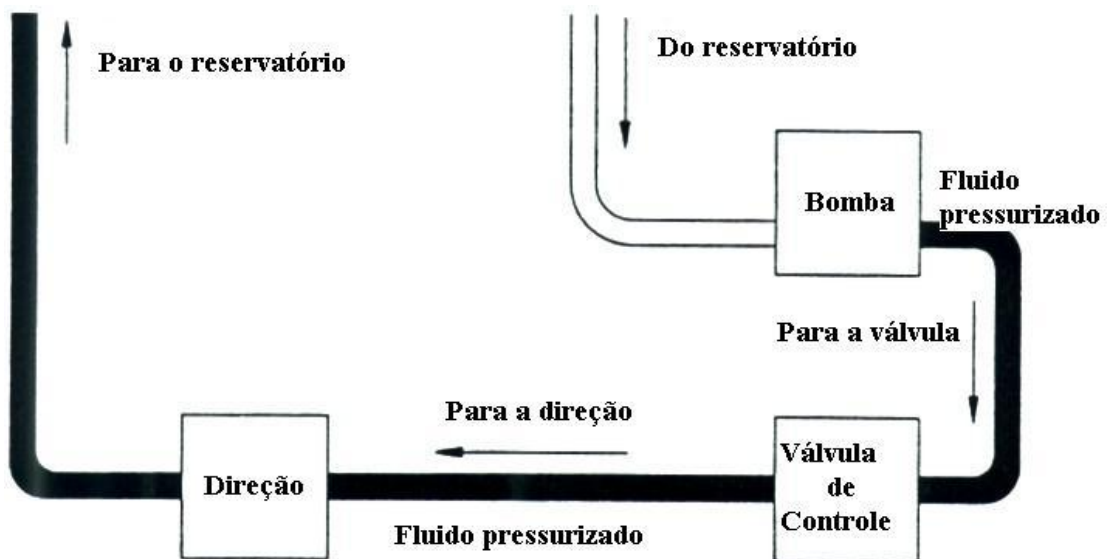 Para o reservatório
Do reservatório
Bomba
Fluido
pressurizado
Para a válvula
Para a direção
Direção
Válvula
de
Controle
Fluido pressurizado